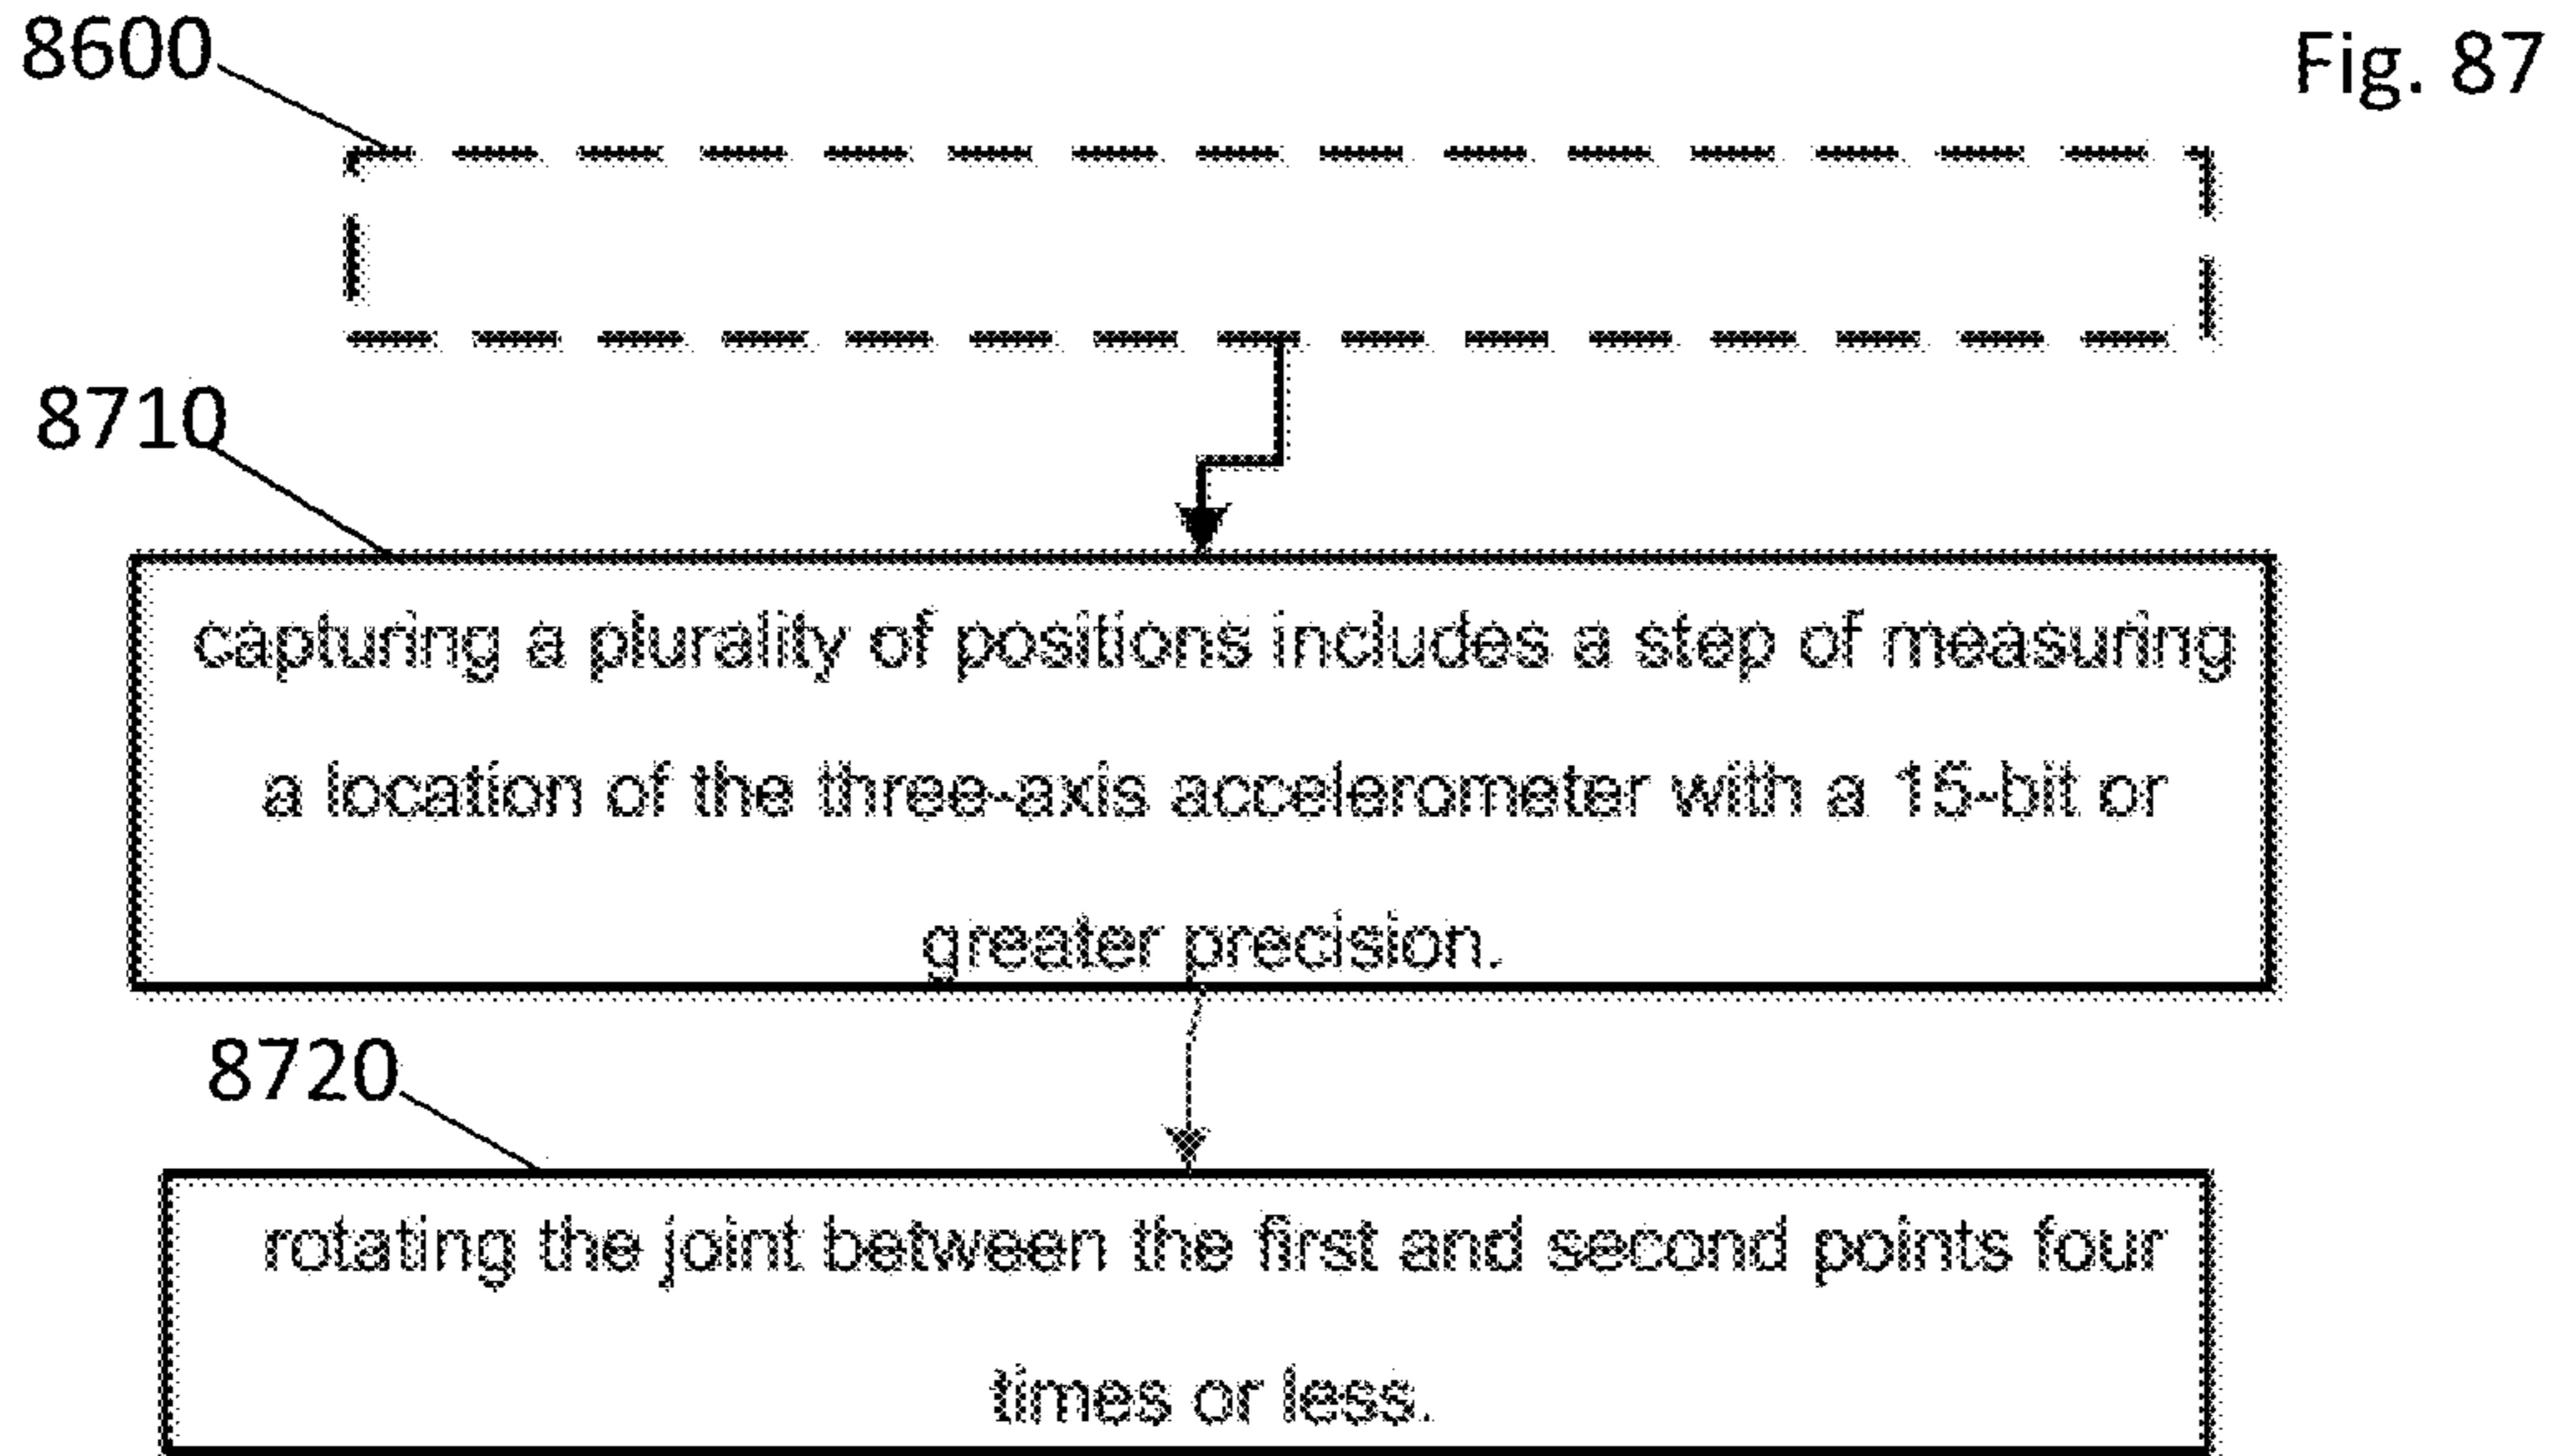 8600
Fig. 87
8710
capturing a plurality of positions includes a step of measuring
a location of the three-axis accelerometer with a 15-bit or
greater precision.
8720
rotating the joint between the first and second points four
times or less.